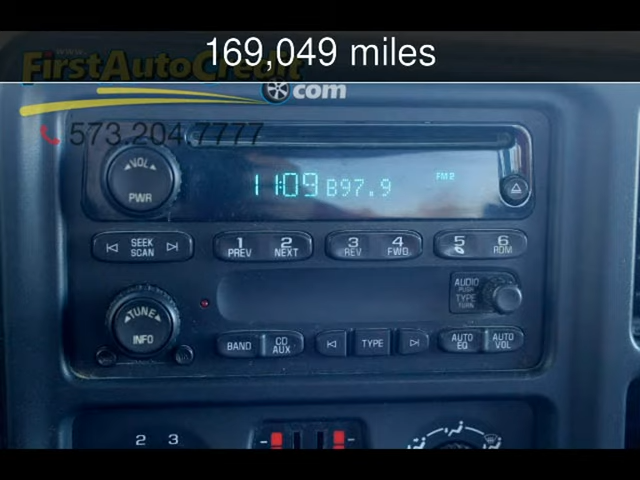 169,049 miles
www.
FirstAutoCredit
.com
573.204.7777
VOL
PWR
11:09 B97.9
FM2
SEEK
SCAN
1 PREV
2 NEXT
3 REV
4 FWD
5
6 RDM
AUDIO
PUSH
TYPE
TURN
TUNE
INFO
BAND
CD
AUX
TYPE
AUTO
EQ
AUTO
VOL
2 3